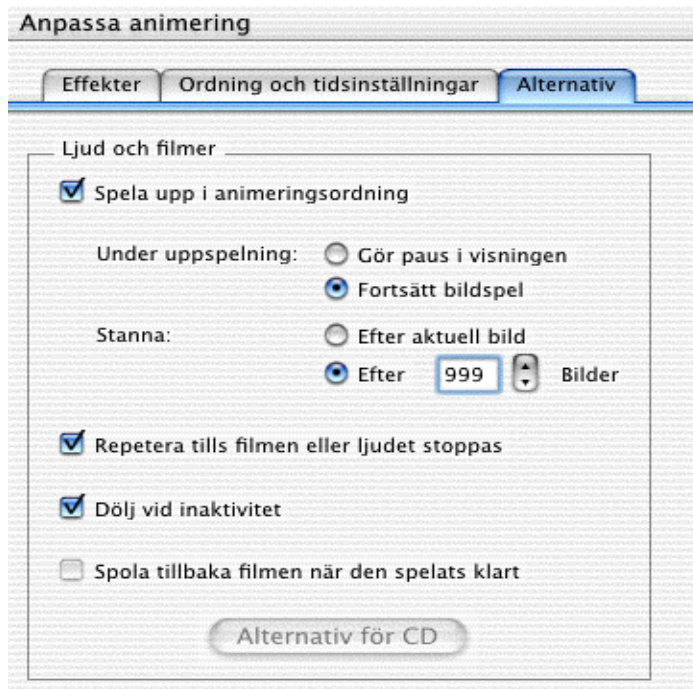 Anpassa animering
Effekter Ordning och tidsinställningar Alternativ
Ljud och filmer
Spela upp i animeringsordning
Under uppspelning: Gör paus i visningen
Fortsätt bildspel
Stanna: Efter aktuell bild
Efter 999 Bilder
Repetera tills filmen eller ljudet stoppas
Dölj vid inaktivitet
Spola tillbaka filmen när den spelats klart
Alternativ för CD